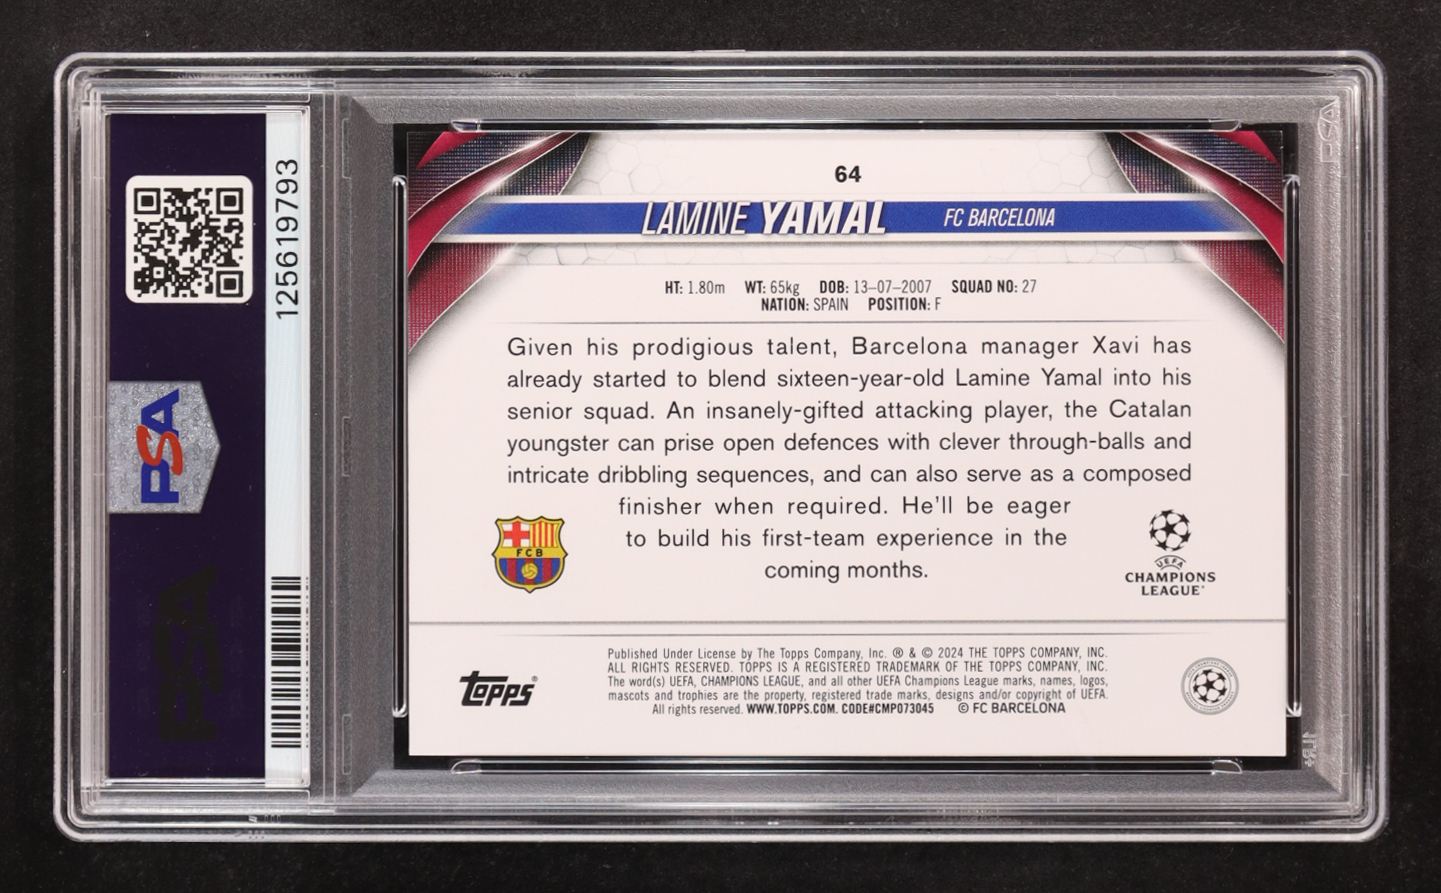 PSA
125619793
PSA
64
LAMINE YAMAL FC BARCELONA
HT: 1.80m WT: 65kg DOB: 13–07–2007 SQUAD NO: 27
NATION: SPAIN POSITION: F
Given his prodigious talent, Barcelona manager Xavi has
already started to blend sixteen-year-old Lamine Yamal into his
senior squad. An insanely-gifted attacking player, the Catalan
youngster can prise open defences with clever through-balls and
intricate dribbling sequences, and can also serve as a composed
finisher when required. He'll be eager
to build his first-team experience in the
coming months.
FCB
UEFA
CHAMPIONS
LEAGUE
Published Under License by The Topps Company, Inc. ® & © 2024 THE TOPPS COMPANY, INC.
ALL RIGHTS RESERVED. TOPPS IS A REGISTERED TRADEMARK OF THE TOPPS COMPANY, INC.
The word(s) UEFA, CHAMPIONS LEAGUE, and all other UEFA Champions League marks, names, logos,
mascots and trophies are the property, registered trade marks, designs and/or copyright of UEFA.
All rights reserved. WWW.TOPPS.COM. CODE#CMP073045 © FC BARCELONA
Topps®
PSA